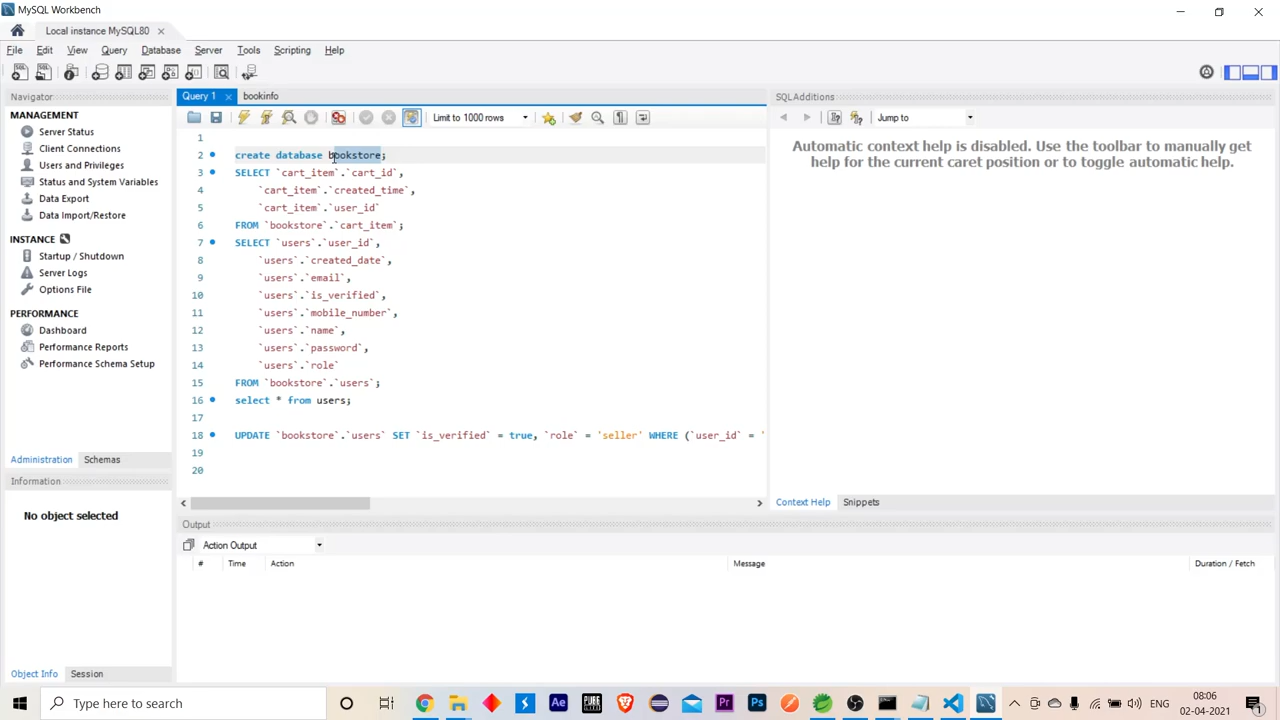 MySQL Workbench
Local instance MySQL80
File Edit View Query Database Server Tools Scripting Help
Navigator
MANAGEMENT
Server Status
Client Connections
Users and Privileges
Status and System Variables
Data Export
Data Import/Restore
INSTANCE
Startup / Shutdown
Server Logs
Options File
PERFORMANCE
Dashboard
Performance Reports
Performance Schema Setup
Administration Schemas
Information
No object selected
Object Info Session
Query 1 bookinfo
Limit to 1000 rows
1
2 create database bookstore;
3 SELECT `cart_item`.`cart_id`,
4 `cart_item`.`created_time`,
5 `cart_item`.`user_id`
6 FROM `bookstore`.`cart_item`;
7 SELECT `users`.`user_id`,
8 `users`.`created_date`,
9 `users`.`email`,
10 `users`.`is_verified`,
11 `users`.`mobile_number`,
12 `users`.`name`,
13 `users`.`password`,
14 `users`.`role`
15 FROM `bookstore`.`users`;
16 select * from users;
17
18 UPDATE `bookstore`.`users` SET `is_verified` = true, `role` = 'seller' WHERE (`user_id` = '
19
20
SQLAdditions
Jump to
Automatic context help is disabled. Use the toolbar to manually get
help for the current caret position or to toggle automatic help.
Context Help Snippets
Output
Action Output
# Time Action Message Duration / Fetch
Type here to search
Ae
PUBG
Pr
Ps
ENG
08:06
02-04-2021
1